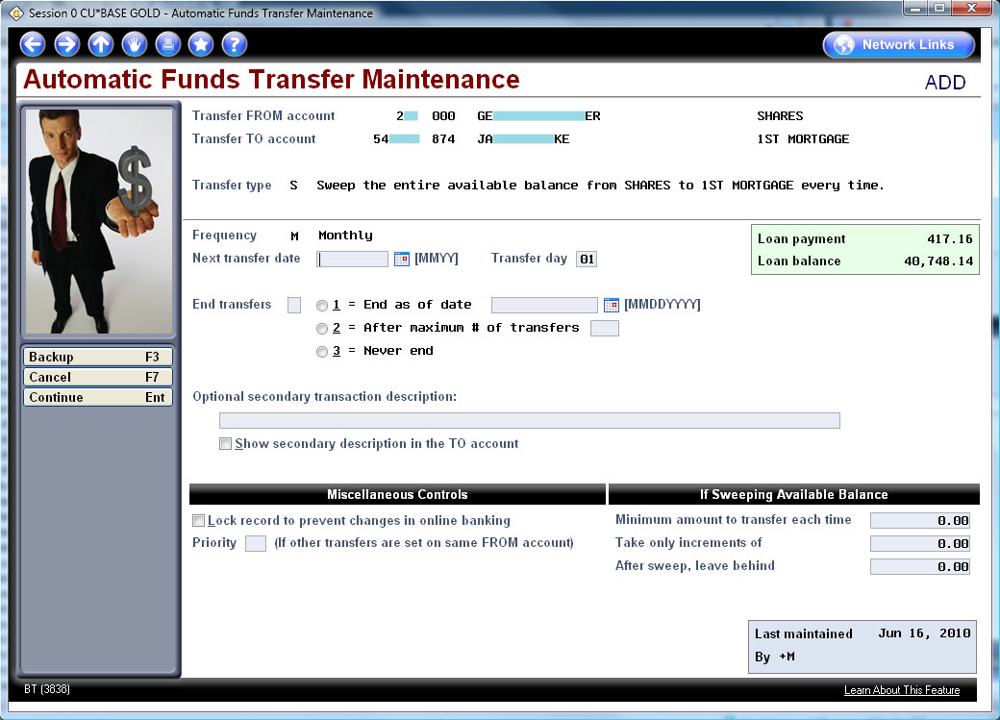 Session 0 CU*BASE GOLD - Automatic Funds Transfer Maintenance
Network Links
Automatic Funds Transfer Maintenance ADD
Transfer FROM account 2 000 GE ER SHARES
Transfer TO account 54 874 JA KE 1ST MORTGAGE
Transfer type S Sweep the entire available balance from SHARES to 1ST MORTGAGE every time.
Frequency M Monthly
Loan payment 417.16
Next transfer date [MMYY] Transfer day 01
Loan balance 40,748.14
End transfers 1 = End as of date [MMDDYYYY]
2 = After maximum # of transfers
3 = Never end
Backup F3
Cancel F7
Continue Ent
Optional secondary transaction description:
Show secondary description in the TO account
Miscellaneous Controls
Lock record to prevent changes in online banking
Priority (If other transfers are set on same FROM account)
If Sweeping Available Balance
Minimum amount to transfer each time 0.00
Take only increments of 0.00
After sweep, leave behind 0.00
Last maintained Jun 16, 2010
By +M
BT (3838)
Learn About This Feature